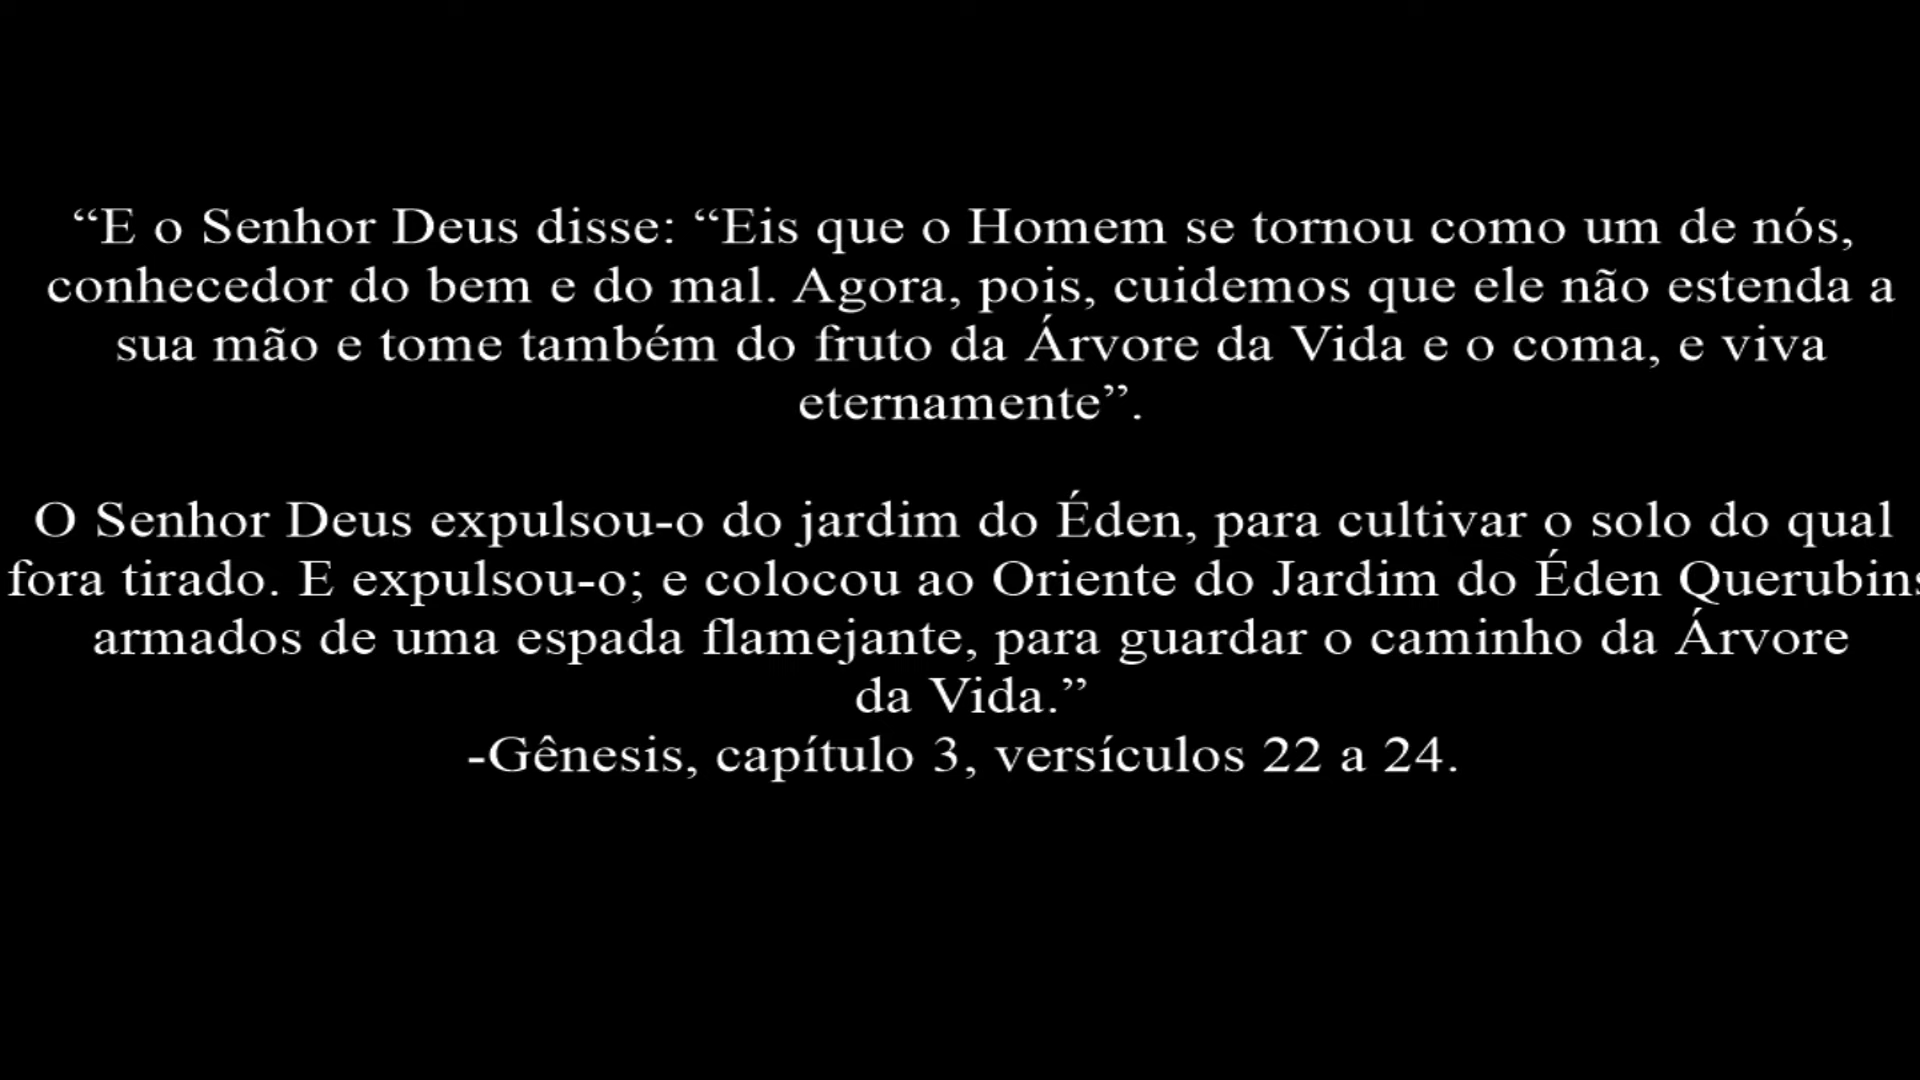 “E o Senhor Deus disse: “Eis que o Homem se tornou como um de nós,
conhecedor do bem e do mal. Agora, pois, cuidemos que ele não estenda a
sua mão e tome também do fruto da Árvore da Vida e o coma, e viva
eternamente”.
O Senhor Deus expulsou-o do jardim do Éden, para cultivar o solo do qual
fora tirado. E expulsou-o; e colocou ao Oriente do Jardim do Éden Querubins
armados de uma espada flamejante, para guardar o caminho da Árvore
da Vida.”
-Gênesis, capítulo 3, versículos 22 a 24.